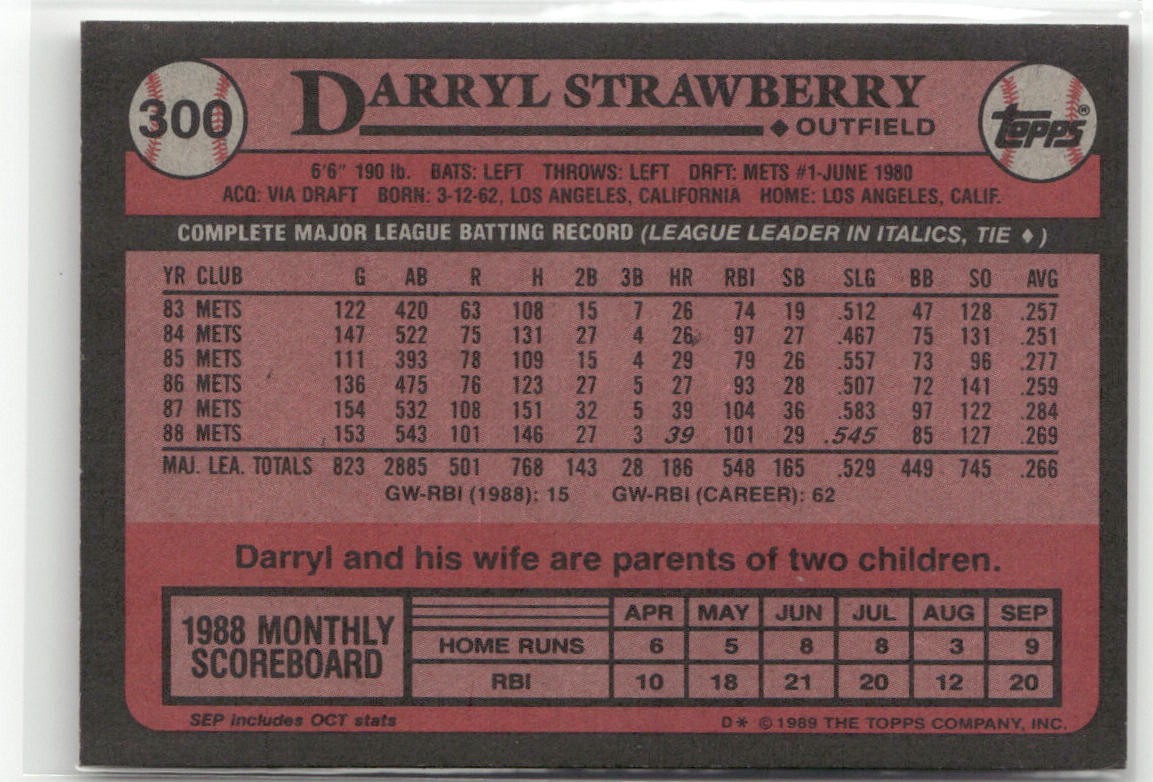 300
DARRYL STRAWBERRY
♦ OUTFIELD
TOPPS®
6'6" 190 lb. BATS: LEFT THROWS: LEFT DRFT: METS #1-JUNE 1980
ACQ: VIA DRAFT BORN: 3-12-62, LOS ANGELES, CALIFORNIA HOME: LOS ANGELES, CALIF.
COMPLETE MAJOR LEAGUE BATTING RECORD (LEAGUE LEADER IN ITALICS, TIE ♦)
YR CLUB G AB R H 2B 3B HR RBI SB SLG BB SO AVG
83 METS 122 420 63 108 15 7 26 74 19 .512 47 128 .257
84 METS 147 522 75 131 27 4 26 97 27 .467 75 131 .251
85 METS 111 393 78 109 15 4 29 79 26 .557 73 96 .277
86 METS 136 475 76 123 27 5 27 93 28 .507 72 141 .259
87 METS 154 532 108 151 32 5 39 104 36 .583 97 122 .284
88 METS 153 543 101 146 27 3 39 101 29 .545 85 127 .269
MAJ. LEA. TOTALS 823 2885 501 768 143 28 186 548 165 .529 449 745 .266
GW-RBI (1988): 15 GW-RBI (CAREER): 62
Darryl and his wife are parents of two children.
1988 MONTHLY
SCOREBOARD
APR MAY JUN JUL AUG SEP
HOME RUNS 6 5 8 8 3 9
RBI 10 18 21 20 12 20
SEP includes OCT stats
D* © 1989 THE TOPPS COMPANY, INC.